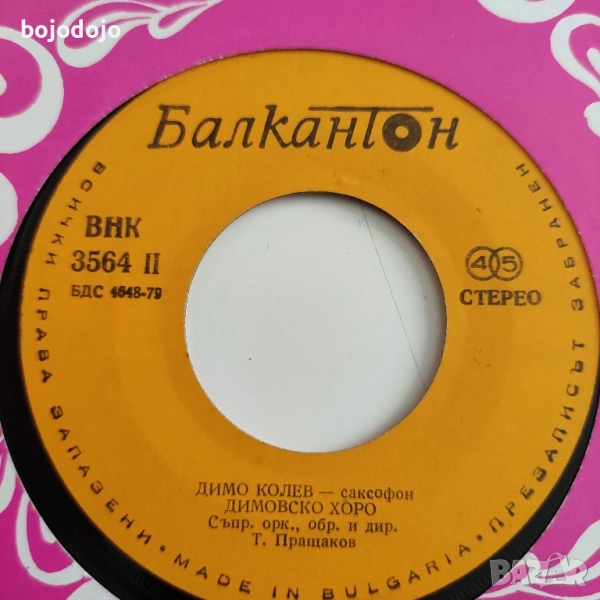 bojodojo
БалканТон
ВНК
3564 II
БДС 4648-79
45
СТЕРЕО
ДИМО КОЛЕВ — саксофон
ДИМОВСКО ХОРО
Съпр. орк., обр. и дир.
Т. Пращаков
ВСИЧКИ ПРАВА ЗАПАЗЕНИ · MADE IN BULGARIA · ПРЕЗАПИСЪТ ЗАБРАНЕН
BAZAR